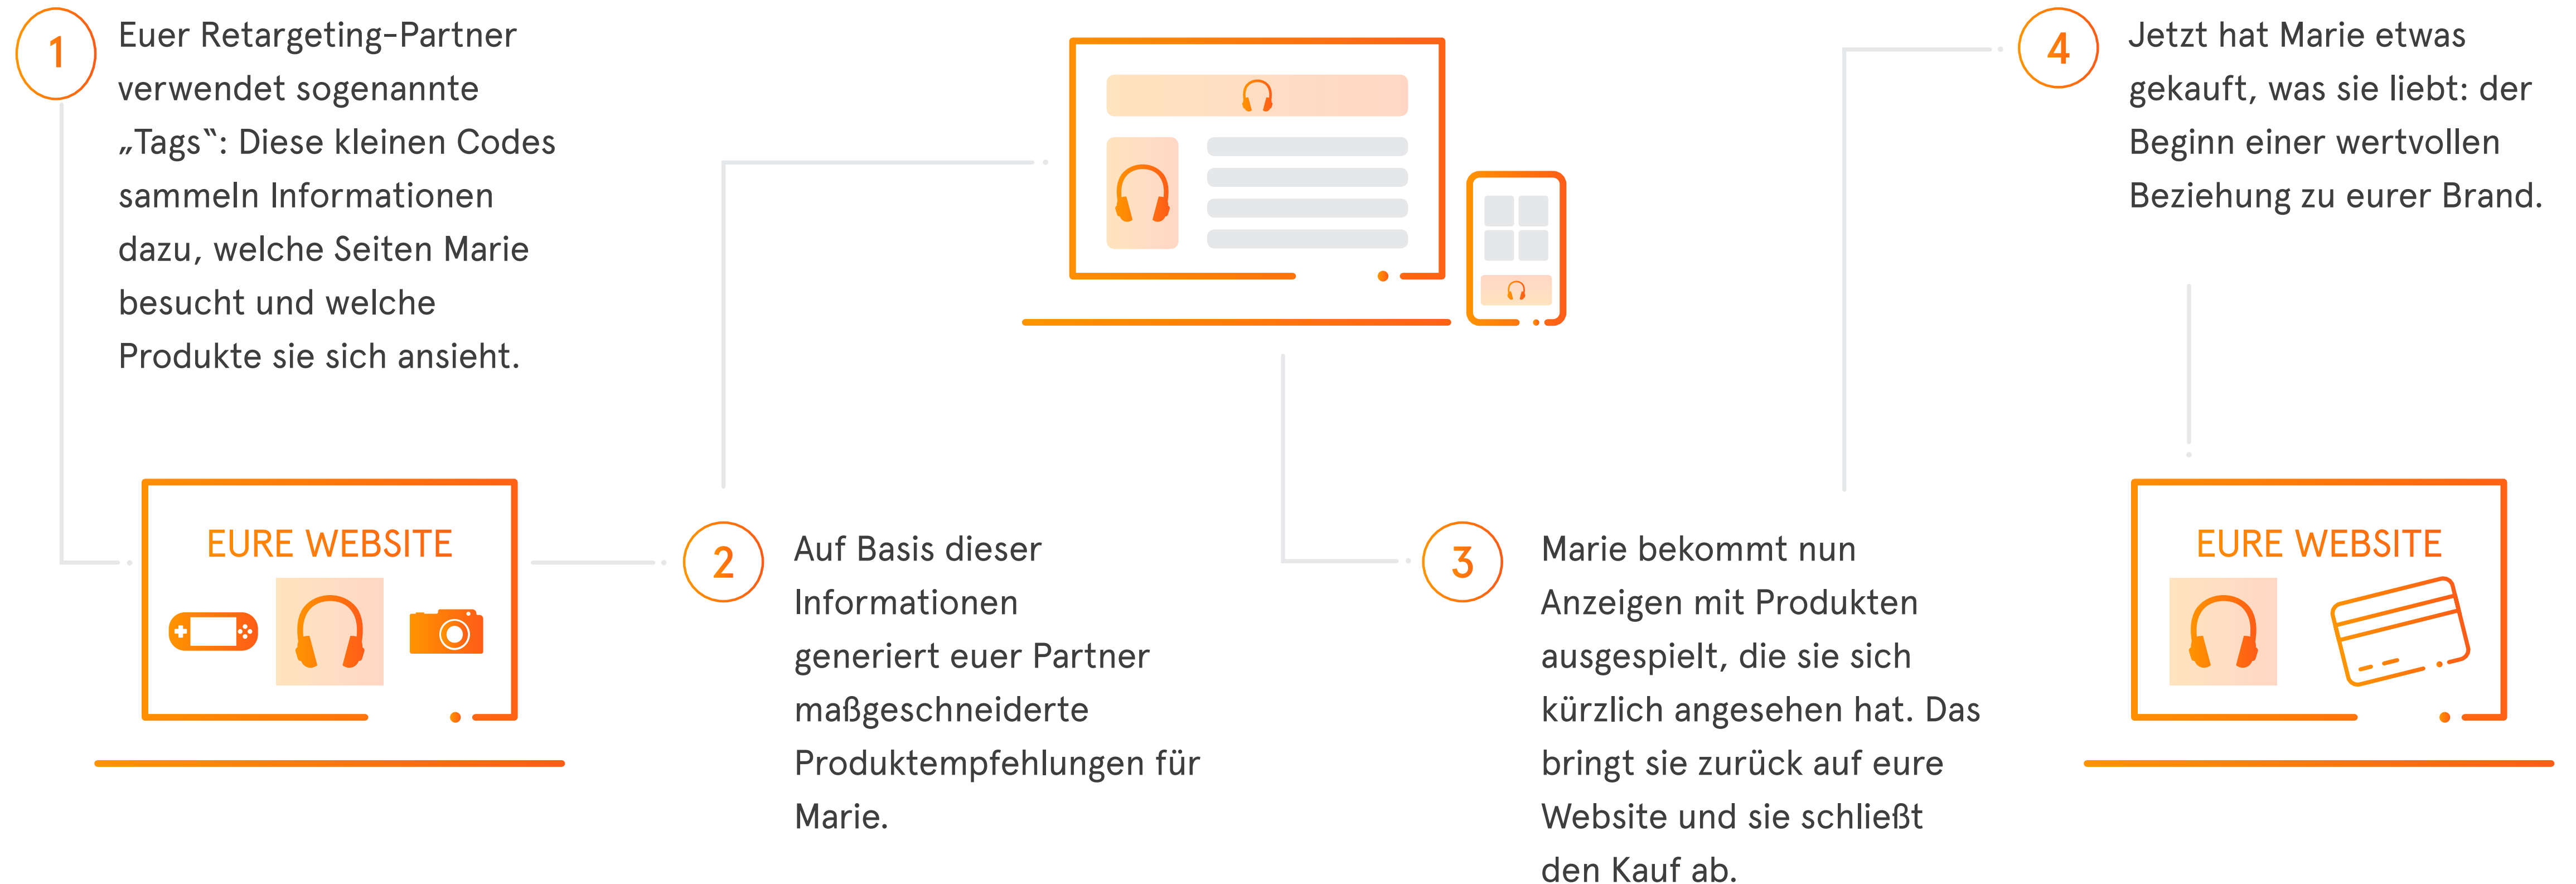 1
Euer Retargeting-Partner
verwendet sogenannte
„Tags“: Diese kleinen Codes
sammeln Informationen
dazu, welche Seiten Marie
besucht und welche
Produkte sie sich ansieht.
EURE WEBSITE
2
Auf Basis dieser
Informationen
generiert euer Partner
maßgeschneiderte
Produktempfehlungen für
Marie.
3
Marie bekommt nun
Anzeigen mit Produkten
ausgespielt, die sie sich
kürzlich angesehen hat. Das
bringt sie zurück auf eure
Website und sie schließt
den Kauf ab.
4
Jetzt hat Marie etwas
gekauft, was sie liebt: der
Beginn einer wertvollen
Beziehung zu eurer Brand.
EURE WEBSITE